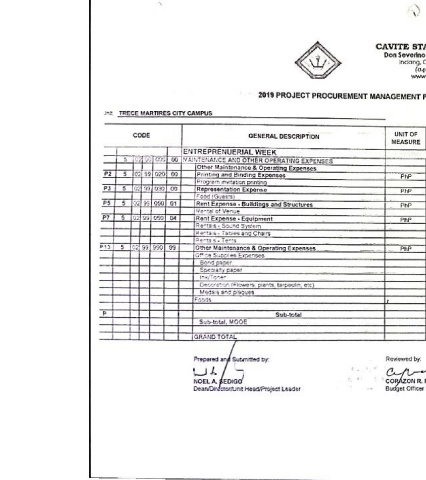 CAVITE STA
Don Severino
Indang, C
www
2019 PROJECT PROCUREMENT MANAGEMENT P
Unit: TRECE MARTIRES CITY CAMPUS
CODE GENERAL DESCRIPTION UNIT OF MEASURE
ENTREPRENUERIAL WEEK
5 02 99 00 MAINTENANCE AND OTHER OPERATING EXPENSES
Other Maintenance & Operating Expenses
P2 5 02 99 020 00 Printing and Binding Expenses PhP
Program invitation printing
P3 5 02 99 030 00 Representation Expense PhP
Food (Guests)
P5 5 02 99 050 01 Rent Expense - Buildings and Structures PhP
Rental of Venue
P7 5 02 99 050 04 Rent Expense - Equipment PhP
Rentals - Sound System
Rentals - Tables and Chairs
Rentals - Tents
P13 5 02 99 990 99 Other Maintenance & Operating Expenses PhP
Office Supplies Expenses
Bond paper
Specialty paper
Ink/Toner
Decoration (Flowers, plants, tarpaulin, etc)
Medals and plaques
Foods
P Sub-total
Sub-total, MOOE
GRAND TOTAL
Prepared and Submitted by: Reviewed by:
NOEL A. SEDIGO CORAZON R.
Dean/Director/Unit Head/Project Leader Budget Officer